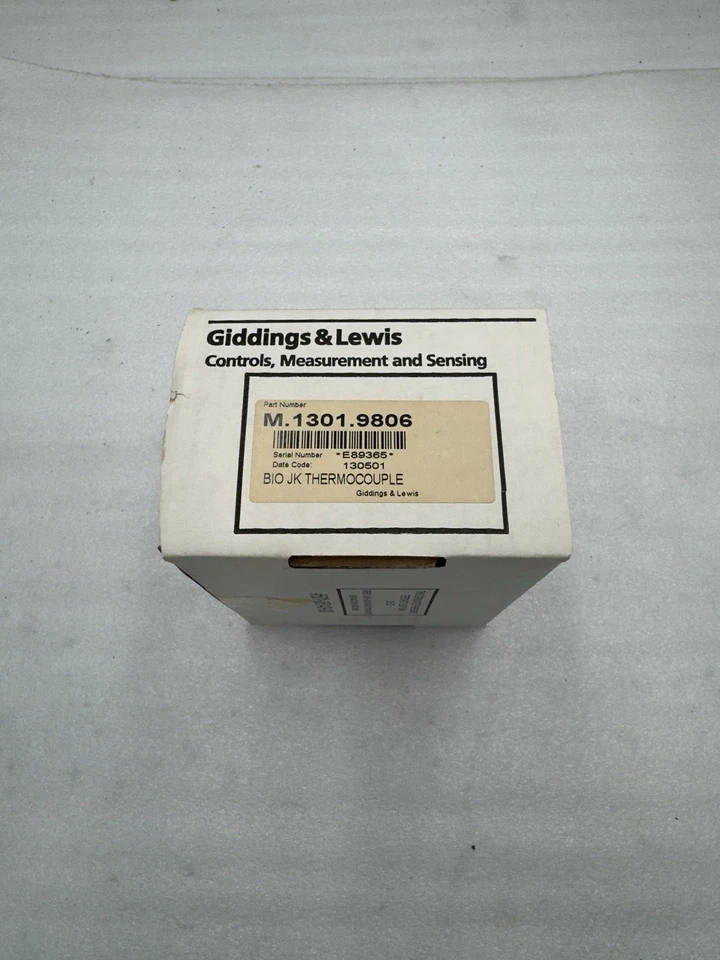 Giddings & Lewis
Controls, Measurement and Sensing
Part Number
M.1301.9806
Serial Number *E89365*
Date Code: 130501
BIO JK THERMOCOUPLE
Giddings & Lewis